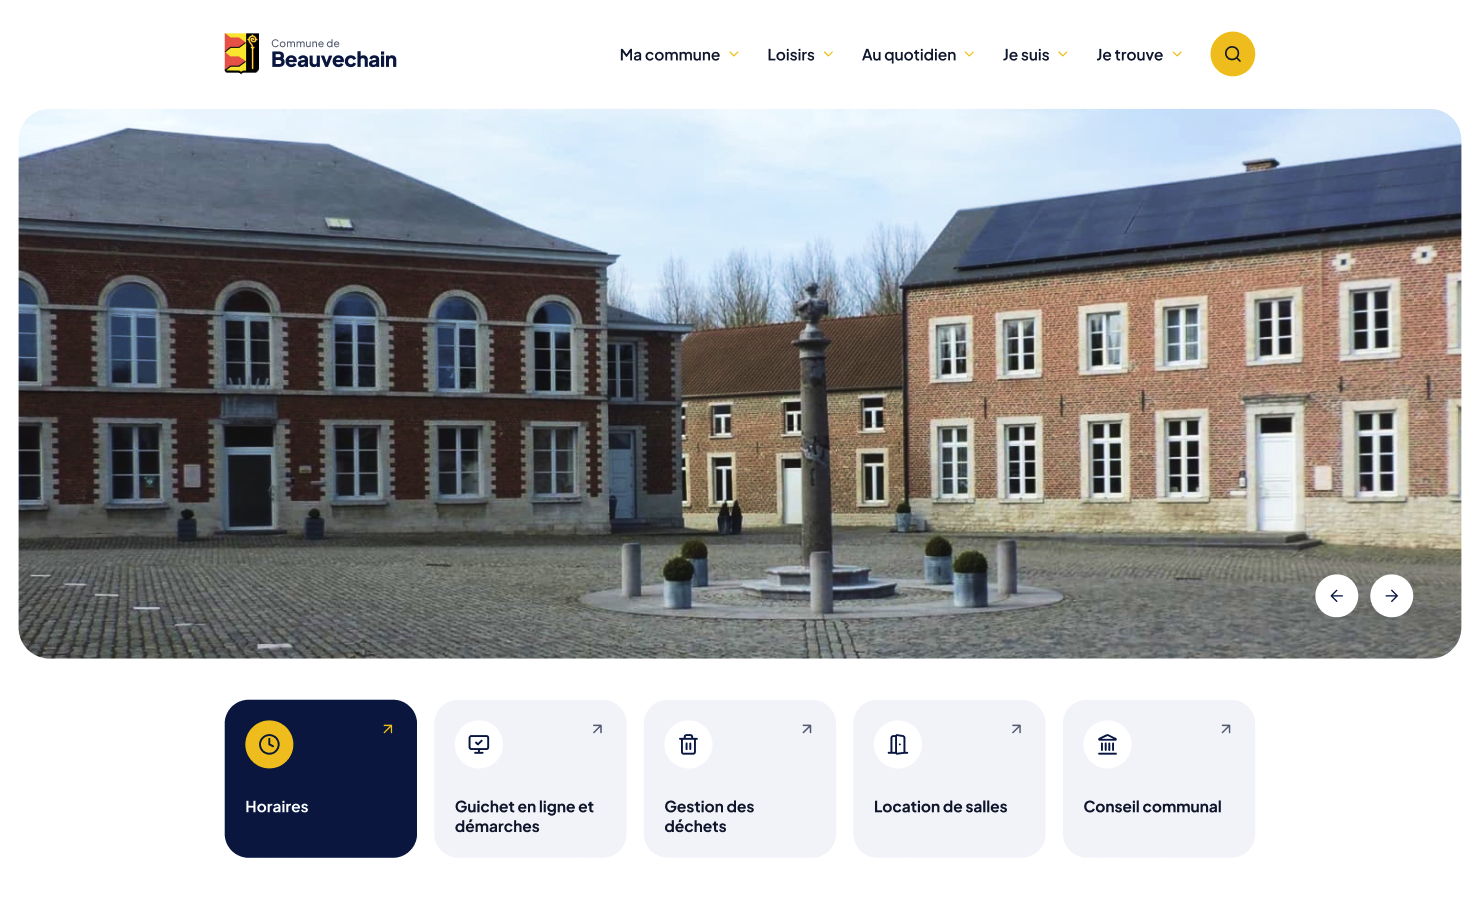 Commune de
Beauvechain
Ma commune
Loisirs
Au quotidien
Je suis
Je trouve
Horaires
Guichet en ligne et
démarches
Gestion des
déchets
Location de salles
Conseil communal